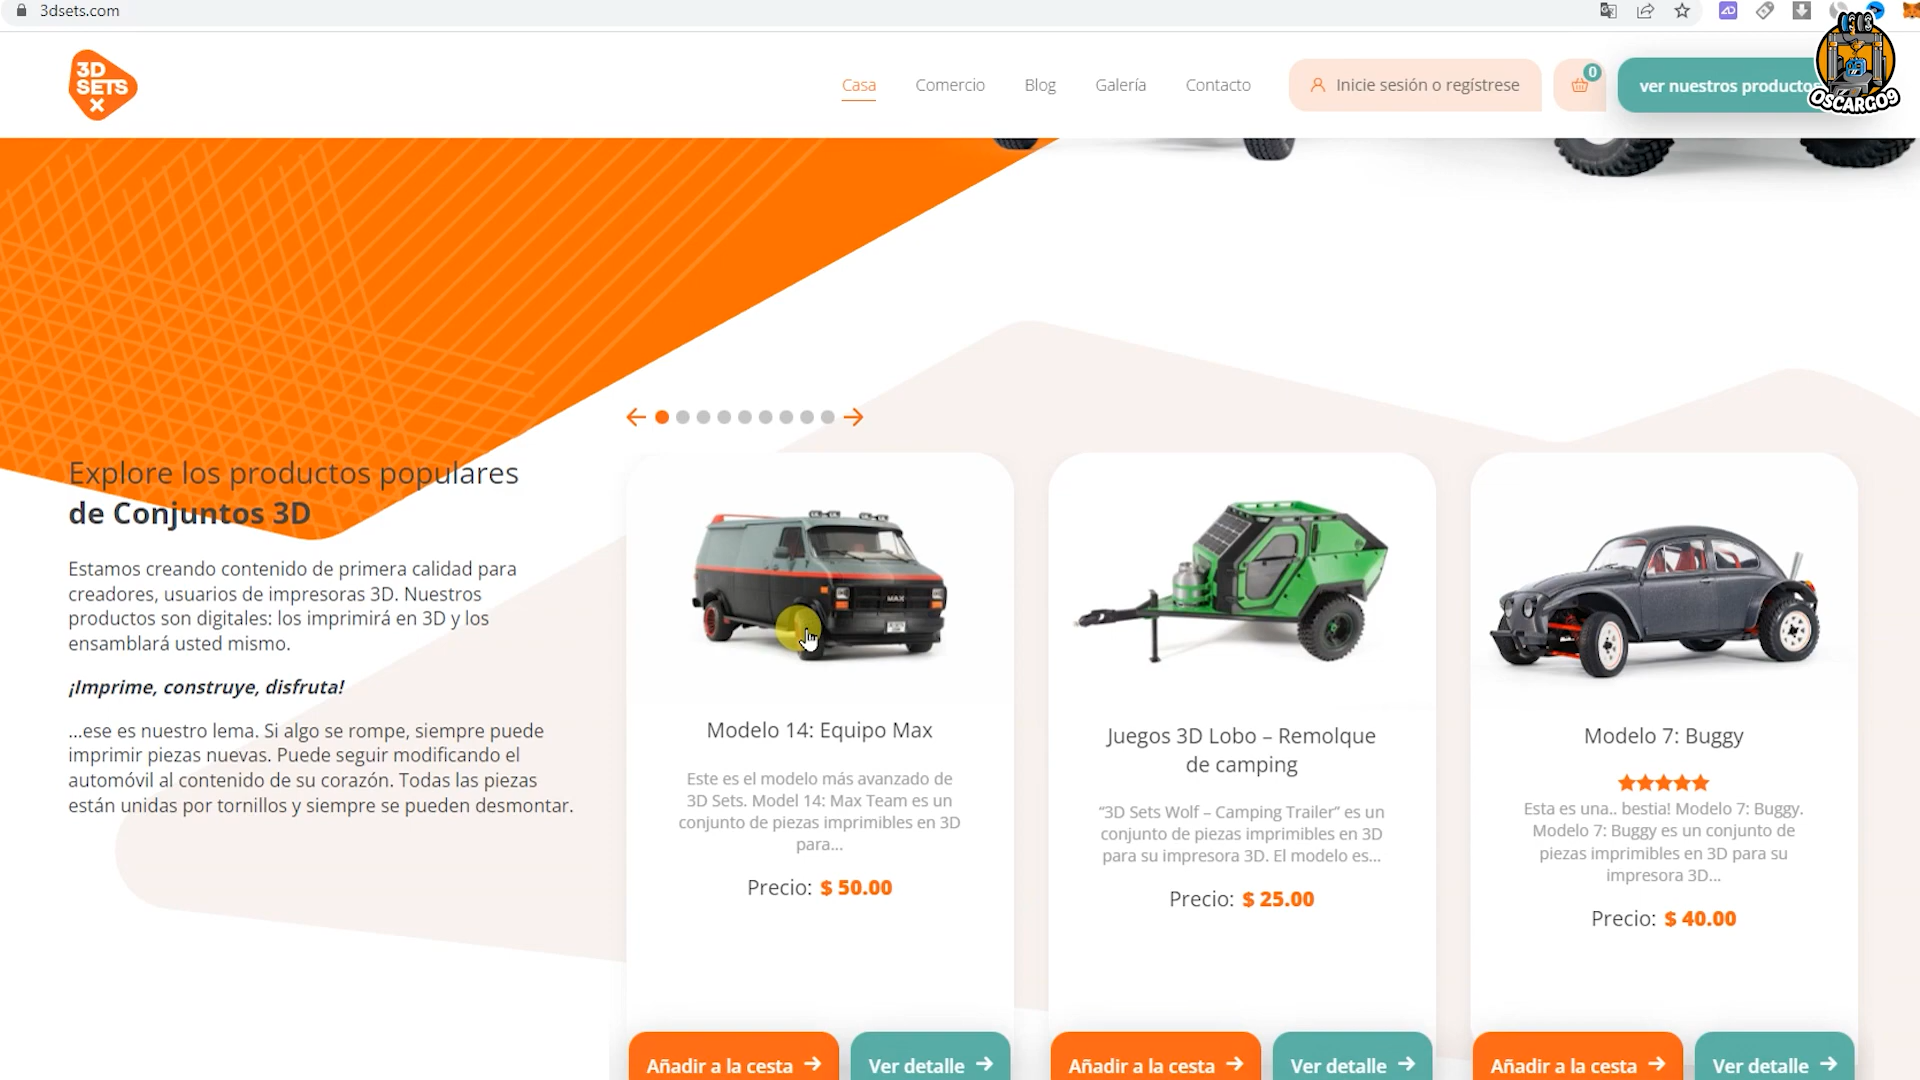 3dsets.com
3D
SETS
X
Casa
Comercio
Blog
Galería
Contacto
Inicie sesión o regístrese
0
ver nuestros productos
OSCARGO9
Explore los productos populares
de Conjuntos 3D
Estamos creando contenido de primera calidad para
creadores, usuarios de impresoras 3D. Nuestros
productos son digitales: los imprimirá en 3D y los
ensamblará usted mismo.
¡Imprime, construye, disfruta!
...ese es nuestro lema. Si algo se rompe, siempre puede
imprimir piezas nuevas. Puede seguir modificando el
automóvil al contenido de su corazón. Todas las piezas
están unidas por tornillos y siempre se pueden desmontar.
MAX
Modelo 14: Equipo Max
Este es el modelo más avanzado de
3D Sets. Model 14: Max Team es un
conjunto de piezas imprimibles en 3D
para...
Precio: $ 50.00
Añadir a la cesta
Ver detalle
Juegos 3D Lobo – Remolque
de camping
“3D Sets Wolf – Camping Trailer” es un
conjunto de piezas imprimibles en 3D
para su impresora 3D. El modelo es...
Precio: $ 25.00
Añadir a la cesta
Ver detalle
Modelo 7: Buggy
Esta es una.. bestia! Modelo 7: Buggy.
Modelo 7: Buggy es un conjunto de
piezas imprimibles en 3D para su
impresora 3D...
Precio: $ 40.00
Añadir a la cesta
Ver detalle